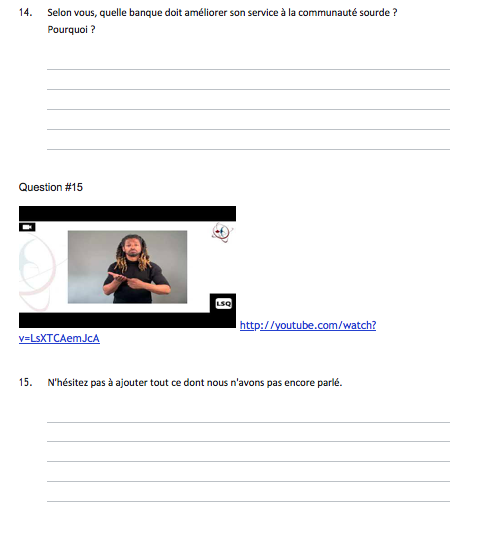 14. Selon vous, quelle banque doit améliorer son service à la communauté sourde ?
Pourquoi ?
Question #15
LSQ
http://youtube.com/watch?
v=LsXTCAemJcA
15. N'hésitez pas à ajouter tout ce dont nous n'avons pas encore parlé.